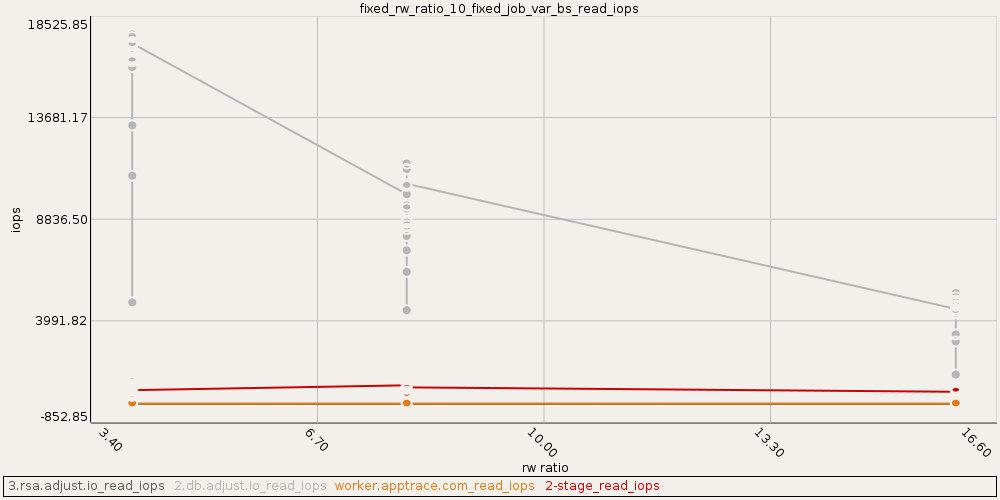 fixed_rw_ratio_10_fixed_job_var_bs_read_iops
18525.85
13681.17
8836.50
3991.82
-852.85
iops
3.40
6.70
10.00
13.30
16.60
rw ratio
3.rsa.adjust.io_read_iops 2.db.adjust.io_read_iops worker.apptrace.com_read_iops 2-stage_read_iops